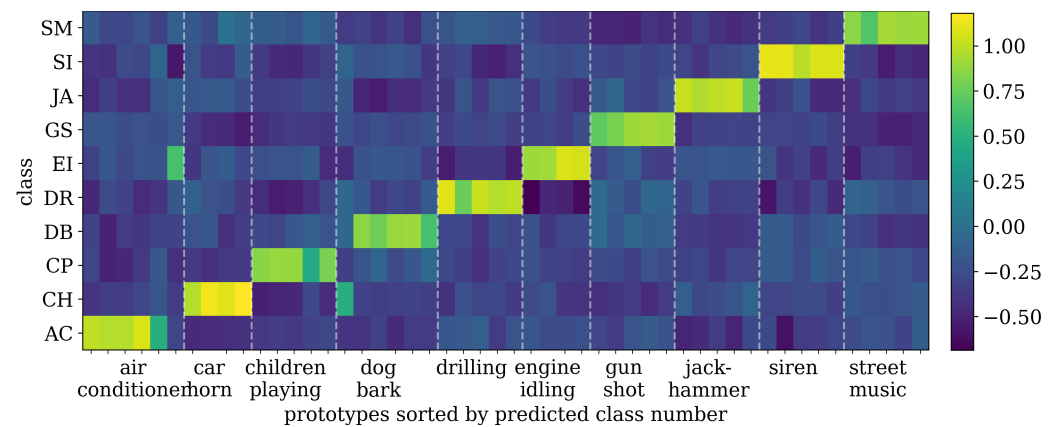 SM
SI
JA
GS
EI
DR
DB
CP
CH
AC
class
1.00
0.75
0.50
0.25
0.00
−0.25
−0.50
air conditioner
car horn
children playing
dog bark
drilling
engine idling
gun shot
jack-hammer
siren
street music
prototypes sorted by predicted class number